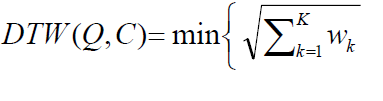 DTW(Q,C)=min{ √∑_{k=1}^{K} w_k